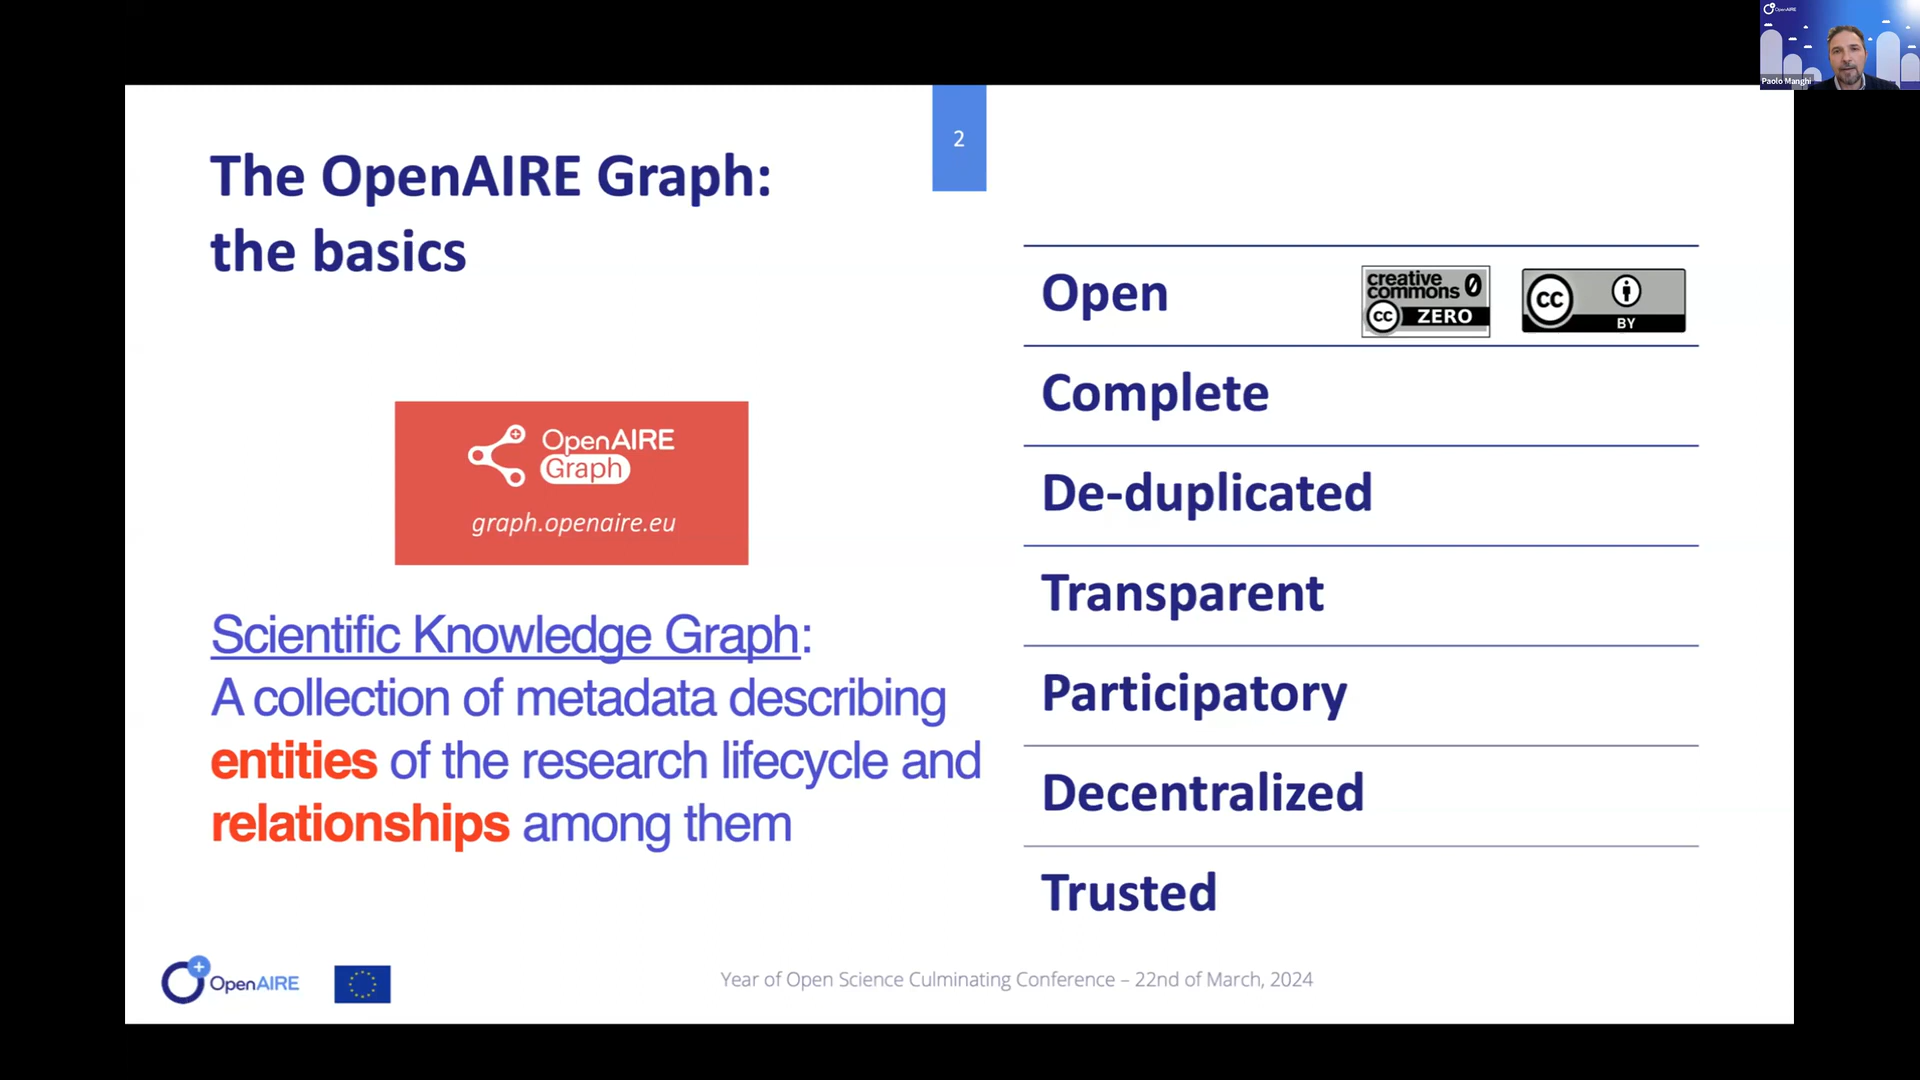 OpenAIRE
Paolo Manghi
2
The OpenAIRE Graph:
the basics
OpenAIRE
Graph
graph.openaire.eu
Scientific Knowledge Graph:
A collection of metadata describing
entities of the research lifecycle and
relationships among them
Open
creative
commons 0
cc ZERO
cc
BY
Complete
De-duplicated
Transparent
Participatory
Decentralized
Trusted
OpenAIRE
Year of Open Science Culminating Conference – 22nd of March, 2024